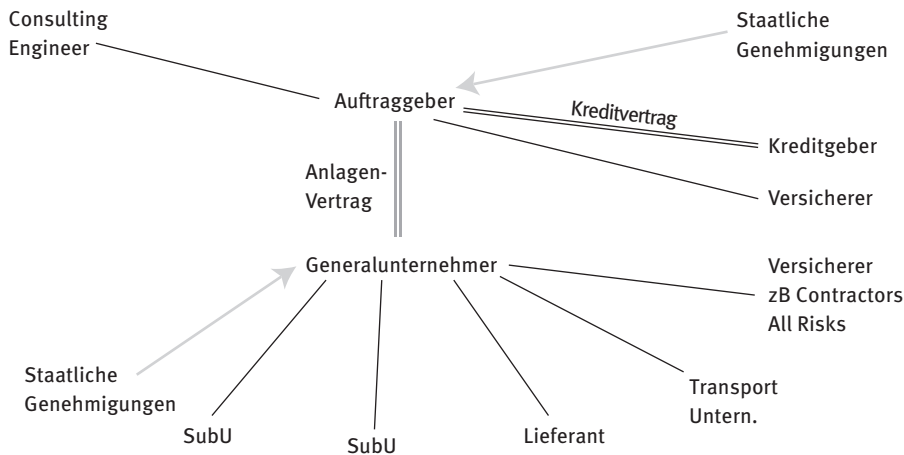 Consulting
Engineer
Staatliche
Genehmigungen
Auftraggeber
Kreditvertrag
Kreditgeber
Anlagen-
Vertrag
Versicherer
Generalunternehmer
Versicherer
zB Contractors
All Risks
Staatliche
Genehmigungen
Transport
Untern.
SubU
SubU
Lieferant